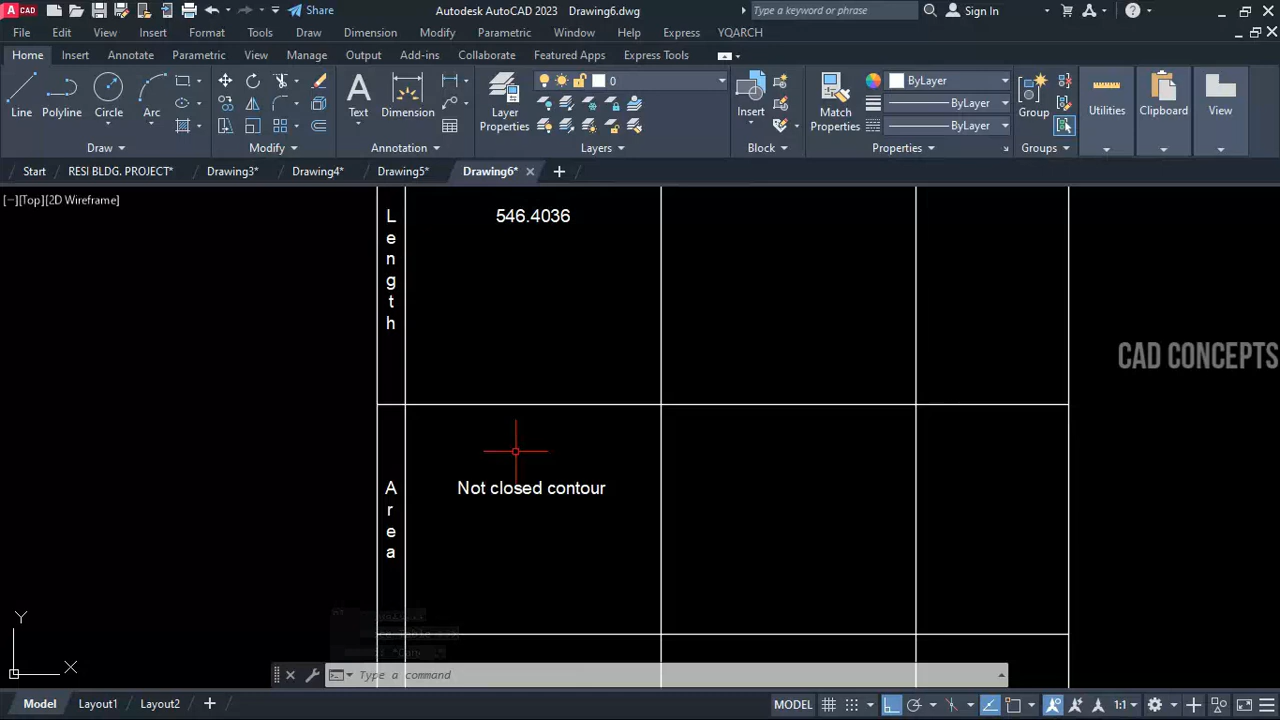 CAD
Share
Autodesk AutoCAD 2023 Drawing6.dwg
Type a keyword or phrase
Sign In
File Edit View Insert Format Tools Draw Dimension Modify Parametric Window Help Express YQARCH
Home Insert Annotate Parametric View Manage Output Add-ins Collaborate Featured Apps Express Tools
Line Polyline Circle Arc
Draw
Modify
Text Dimension
Annotation
Layer
Properties
0
Layers
Insert
Block
Match
Properties
ByLayer
ByLayer
ByLayer
Properties
Group
Groups
Utilities
Clipboard
View
Start RESI BLDG. PROJECT* Drawing3* Drawing4* Drawing5* Drawing6*
[−][Top][2D Wireframe]
L
e
n
g
t
h
546.4036
CAD CONCEPTS
A
r
e
a
Not closed contour
Y
X
Type a command
Model Layout1 Layout2
MODEL
1:1